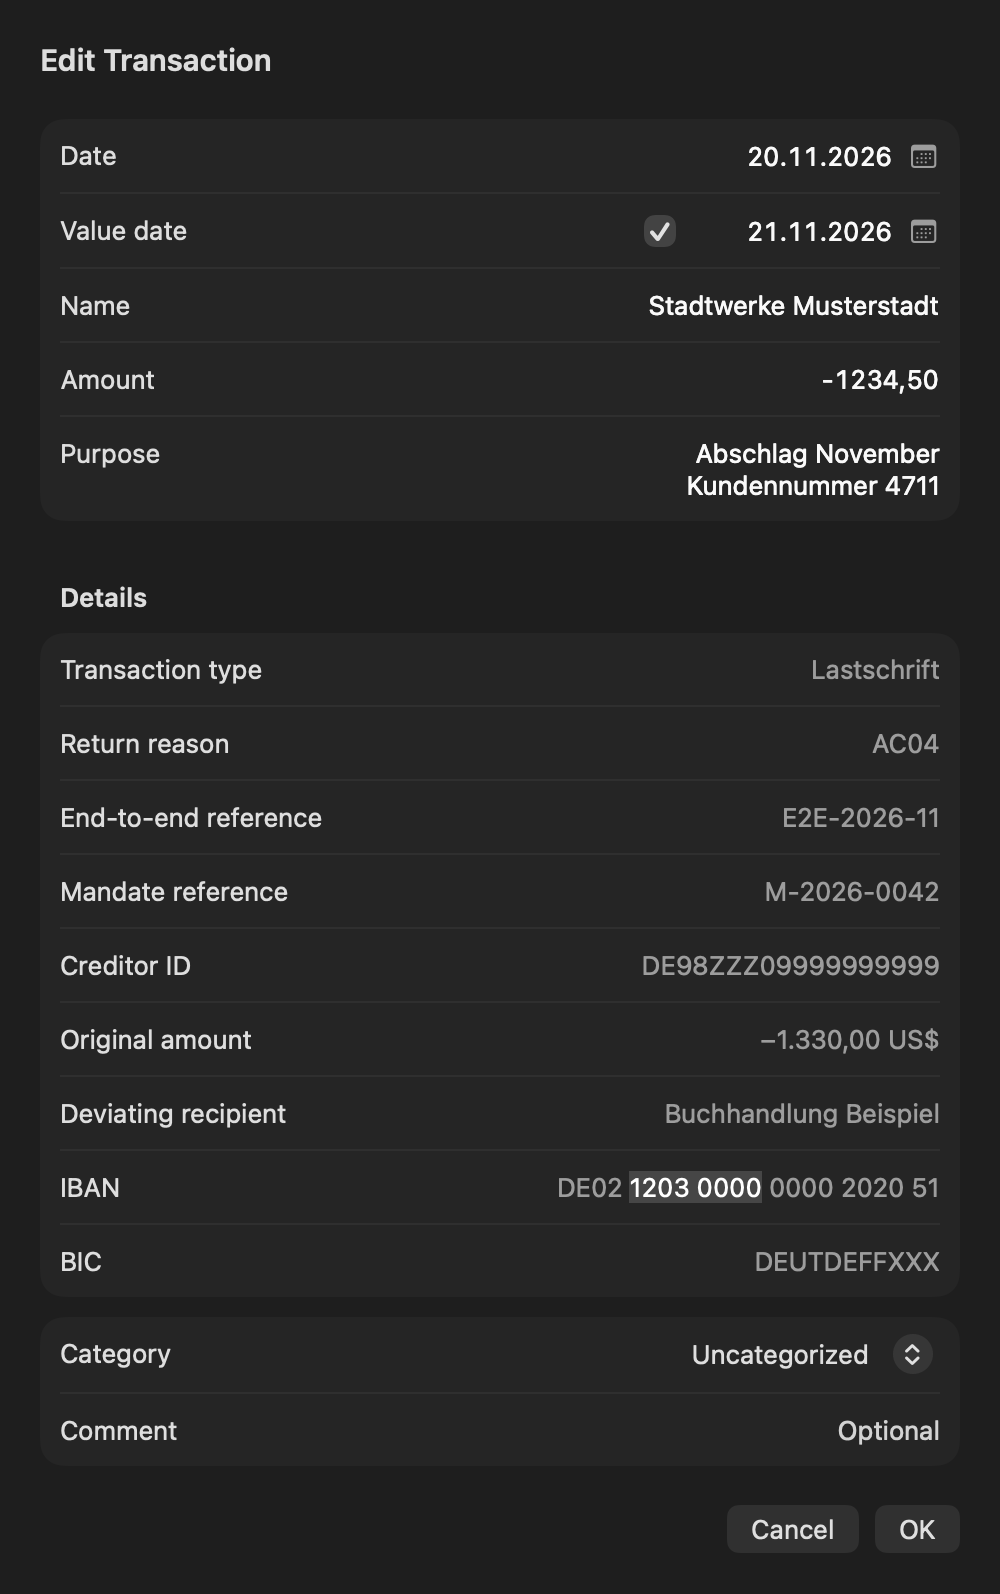 Edit Transaction
Date 20.11.2026
Value date 21.11.2026
Name Stadtwerke Musterstadt
Amount -1234,50
Purpose Abschlag November
Kundennummer 4711
Details
Transaction type Lastschrift
Return reason AC04
End-to-end reference E2E-2026-11
Mandate reference M-2026-0042
Creditor ID DE98ZZZ09999999999
Original amount –1.330,00 US$
Deviating recipient Buchhandlung Beispiel
IBAN DE02 1203 0000 0000 2020 51
BIC DEUTDEFFXXX
Category Uncategorized
Comment Optional
Cancel OK